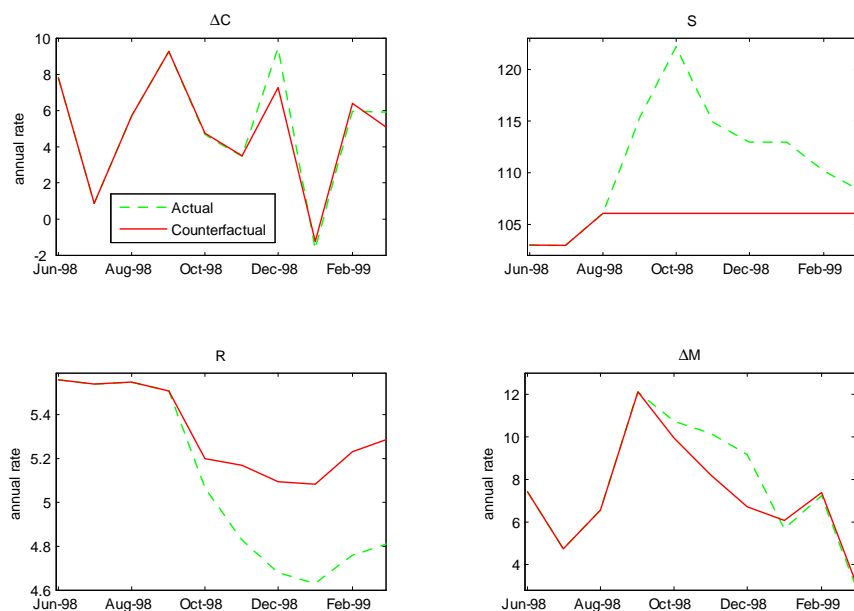 ΔC
annual rate
10
8
6
4
2
0
-2
Jun-98 Aug-98 Oct-98 Dec-98 Feb-99
Actual
Counterfactual
S
120
115
110
105
Jun-98 Aug-98 Oct-98 Dec-98 Feb-99
R
annual rate
5.4
5.2
5
4.8
4.6
Jun-98 Aug-98 Oct-98 Dec-98 Feb-99
ΔM
annual rate
12
10
8
6
4
Jun-98 Aug-98 Oct-98 Dec-98 Feb-99